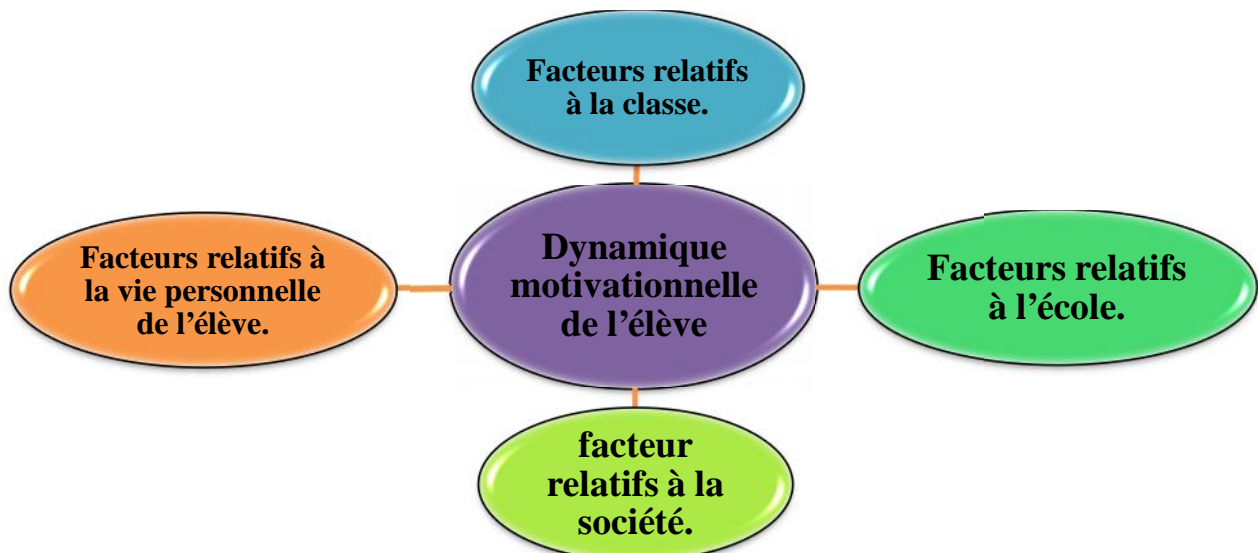 Facteurs relatifs
à la classe.
Facteurs relatifs à
la vie personnelle
de l’élève.
Dynamique
motivationnelle
de l’élève
Facteurs relatifs
à l’école.
facteur
relatifs à la
société.